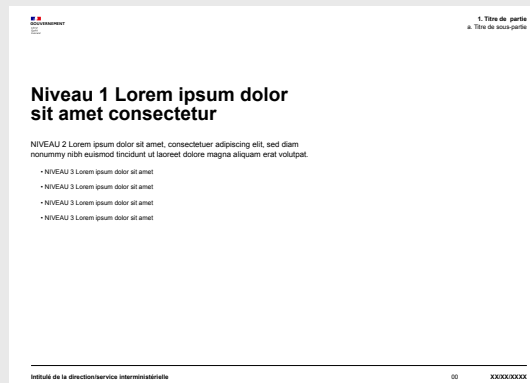 GOUVERNEMENT
1. Titre de partie
a. Titre de sous-partie
Niveau 1 Lorem ipsum dolor
sit amet consectetur
NIVEAU 2 Lorem ipsum dolor sit amet, consectetuer adipiscing elit, sed diam
nonummy nibh euismod tincidunt ut laoreet dolore magna aliquam erat volutpat.
• NIVEAU 3 Lorem ipsum dolor sit amet
• NIVEAU 3 Lorem ipsum dolor sit amet
• NIVEAU 3 Lorem ipsum dolor sit amet
• NIVEAU 3 Lorem ipsum dolor sit amet
Intitulé de la direction/service interministérielle
00
XX/XX/XXXX